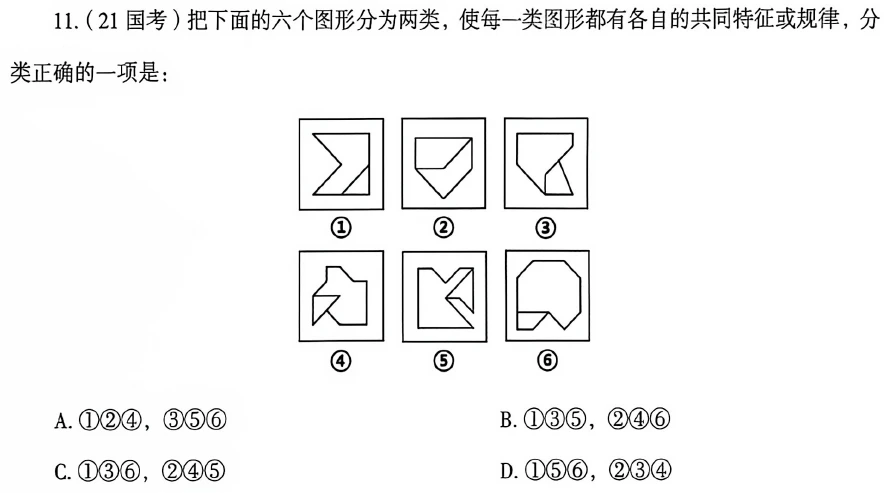 11.(21国考)把下面的六个图形分为两类，使每一类图形都有各自的共同特征或规律，分
类正确的一项是：
① ② ③
④ ⑤ ⑥
A.①②④，③⑤⑥ B.①③⑤，②④⑥
C.①③⑥，②④⑤ D.①⑤⑥，②③④